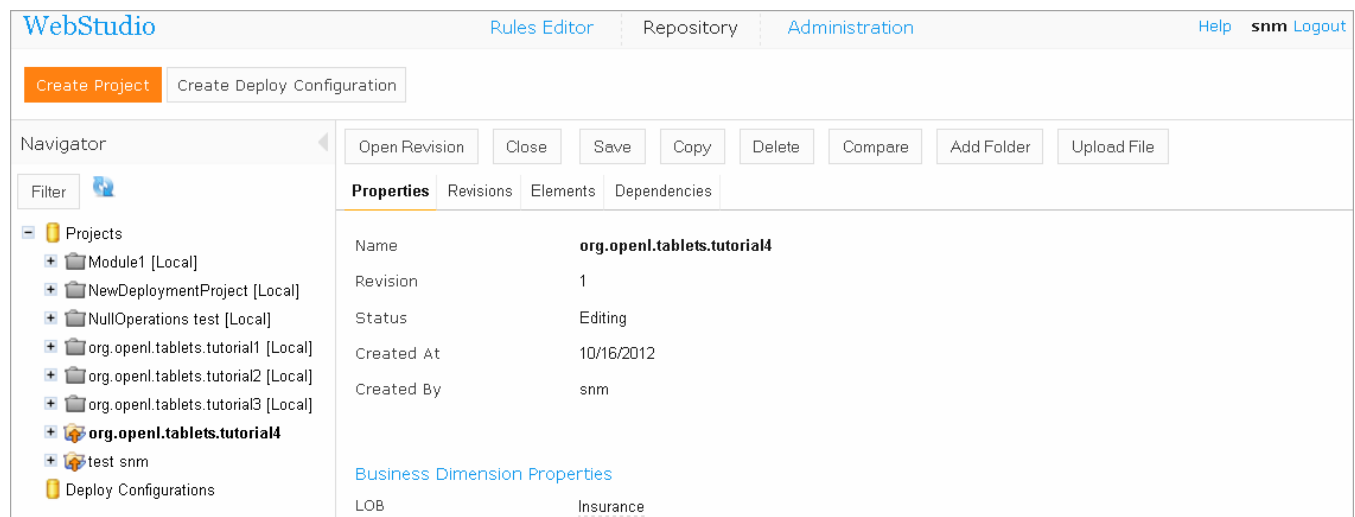 WebStudio Rules Editor Repository Administration Help snm Logout
Create Project Create Deploy Configuration
Navigator
Open Revision Close Save Copy Delete Compare Add Folder Upload File
Filter
Properties Revisions Elements Dependencies
Projects
Module1 [Local]
NewDeploymentProject [Local]
NullOperations test [Local]
org.openl.tablets.tutorial1 [Local]
org.openl.tablets.tutorial2 [Local]
org.openl.tablets.tutorial3 [Local]
org.openl.tablets.tutorial4
test snm
Deploy Configurations
Name org.openl.tablets.tutorial4
Revision 1
Status Editing
Created At 10/16/2012
Created By snm
Business Dimension Properties
LOB Insurance